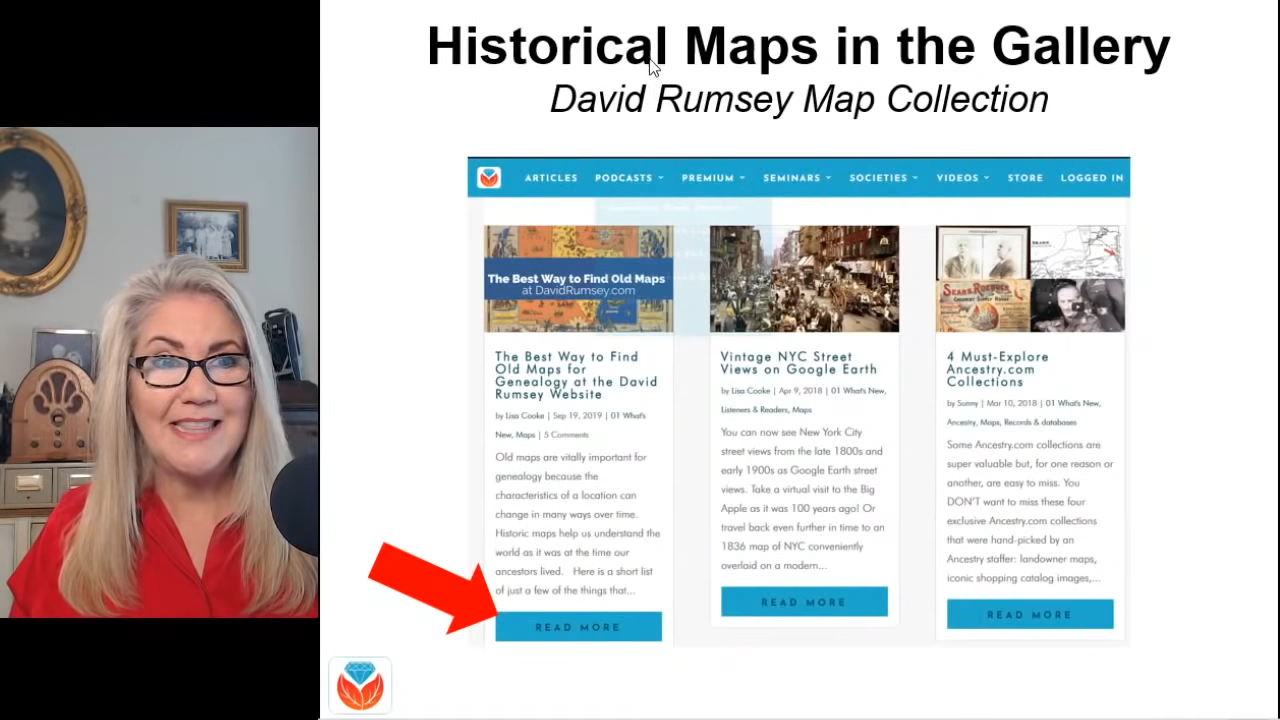 Historical Maps in the Gallery
David Rumsey Map Collection
ARTICLES PODCASTS PREMIUM SEMINARS SOCIETIES VIDEOS STORE LOGGED IN
The Best Way to Find Old Maps
at DavidRumsey.com
The Best Way to Find
Old Maps for
Genealogy at the David
Rumsey Website
by Lisa Cooke | Sep 19, 2019 | 01 What's
New, Maps | 5 Comments
Old maps are vitally important for
genealogy because the
characteristics of a location can
change in many ways over time.
Historic maps help us understand the
world as it was at the time our
ancestors lived. Here is a short list
of just a few of the things that...
READ MORE
Vintage NYC Street
Views on Google Earth
by Lisa Cooke | Apr 9, 2018 | 01 What's New,
Listeners & Readers, Maps
You can now see New York City
street views from the late 1800s and
early 1900s as Google Earth street
views. Take a virtual visit to the Big
Apple as it was 100 years ago! Or
travel back even further in time to an
1836 map of NYC conveniently
overlaid on a modern...
READ MORE
SEARS, ROEBUCK
4 Must-Explore
Ancestry.com
Collections
by Sunny | Mar 10, 2018 | 01 What's New,
Ancestry, Maps, Records & databases
Some Ancestry.com collections are
super valuable but, for one reason or
another, are easy to miss. You
DON'T want to miss these four
exclusive Ancestry.com collections
that were hand-picked by an
Ancestry staffer: landowner maps,
iconic shopping catalog images,...
READ MORE